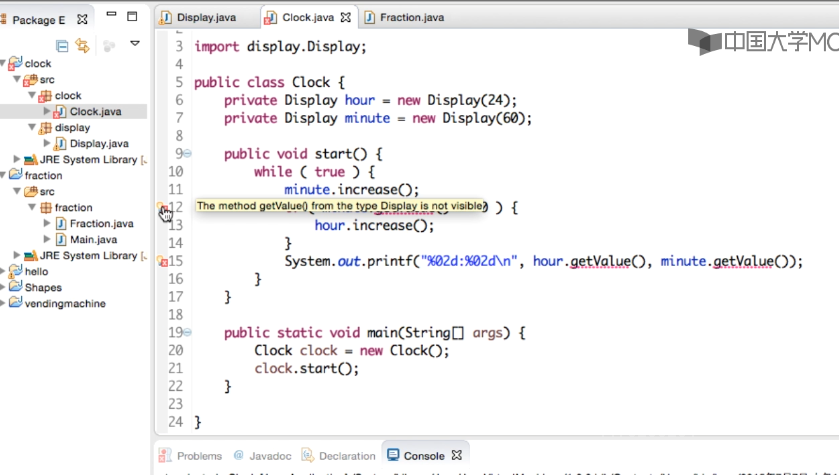 Package E
Display.java
Clock.java
Fraction.java
中国大学MO
clock
src
clock
Clock.java
display
Display.java
JRE System Library [
fraction
src
fraction
Fraction.java
Main.java
JRE System Library [
hello
Shapes
vendingmachine
3 import display.Display;
4
5 public class Clock {
6 private Display hour = new Display(24);
7 private Display minute = new Display(60);
8
9 public void start() {
10 while ( true ) {
11 minute.increase();
The method getValue() from the type Display is not visible
12 0 ) {
13 hour.increase();
14 }
15 System.out.printf("%02d:%02d\n", hour.getValue(), minute.getValue());
16 }
17 }
18
19 public static void main(String[] args) {
20 Clock clock = new Clock();
21 clock.start();
22 }
23
24 }
Problems
@ Javadoc
Declaration
Console